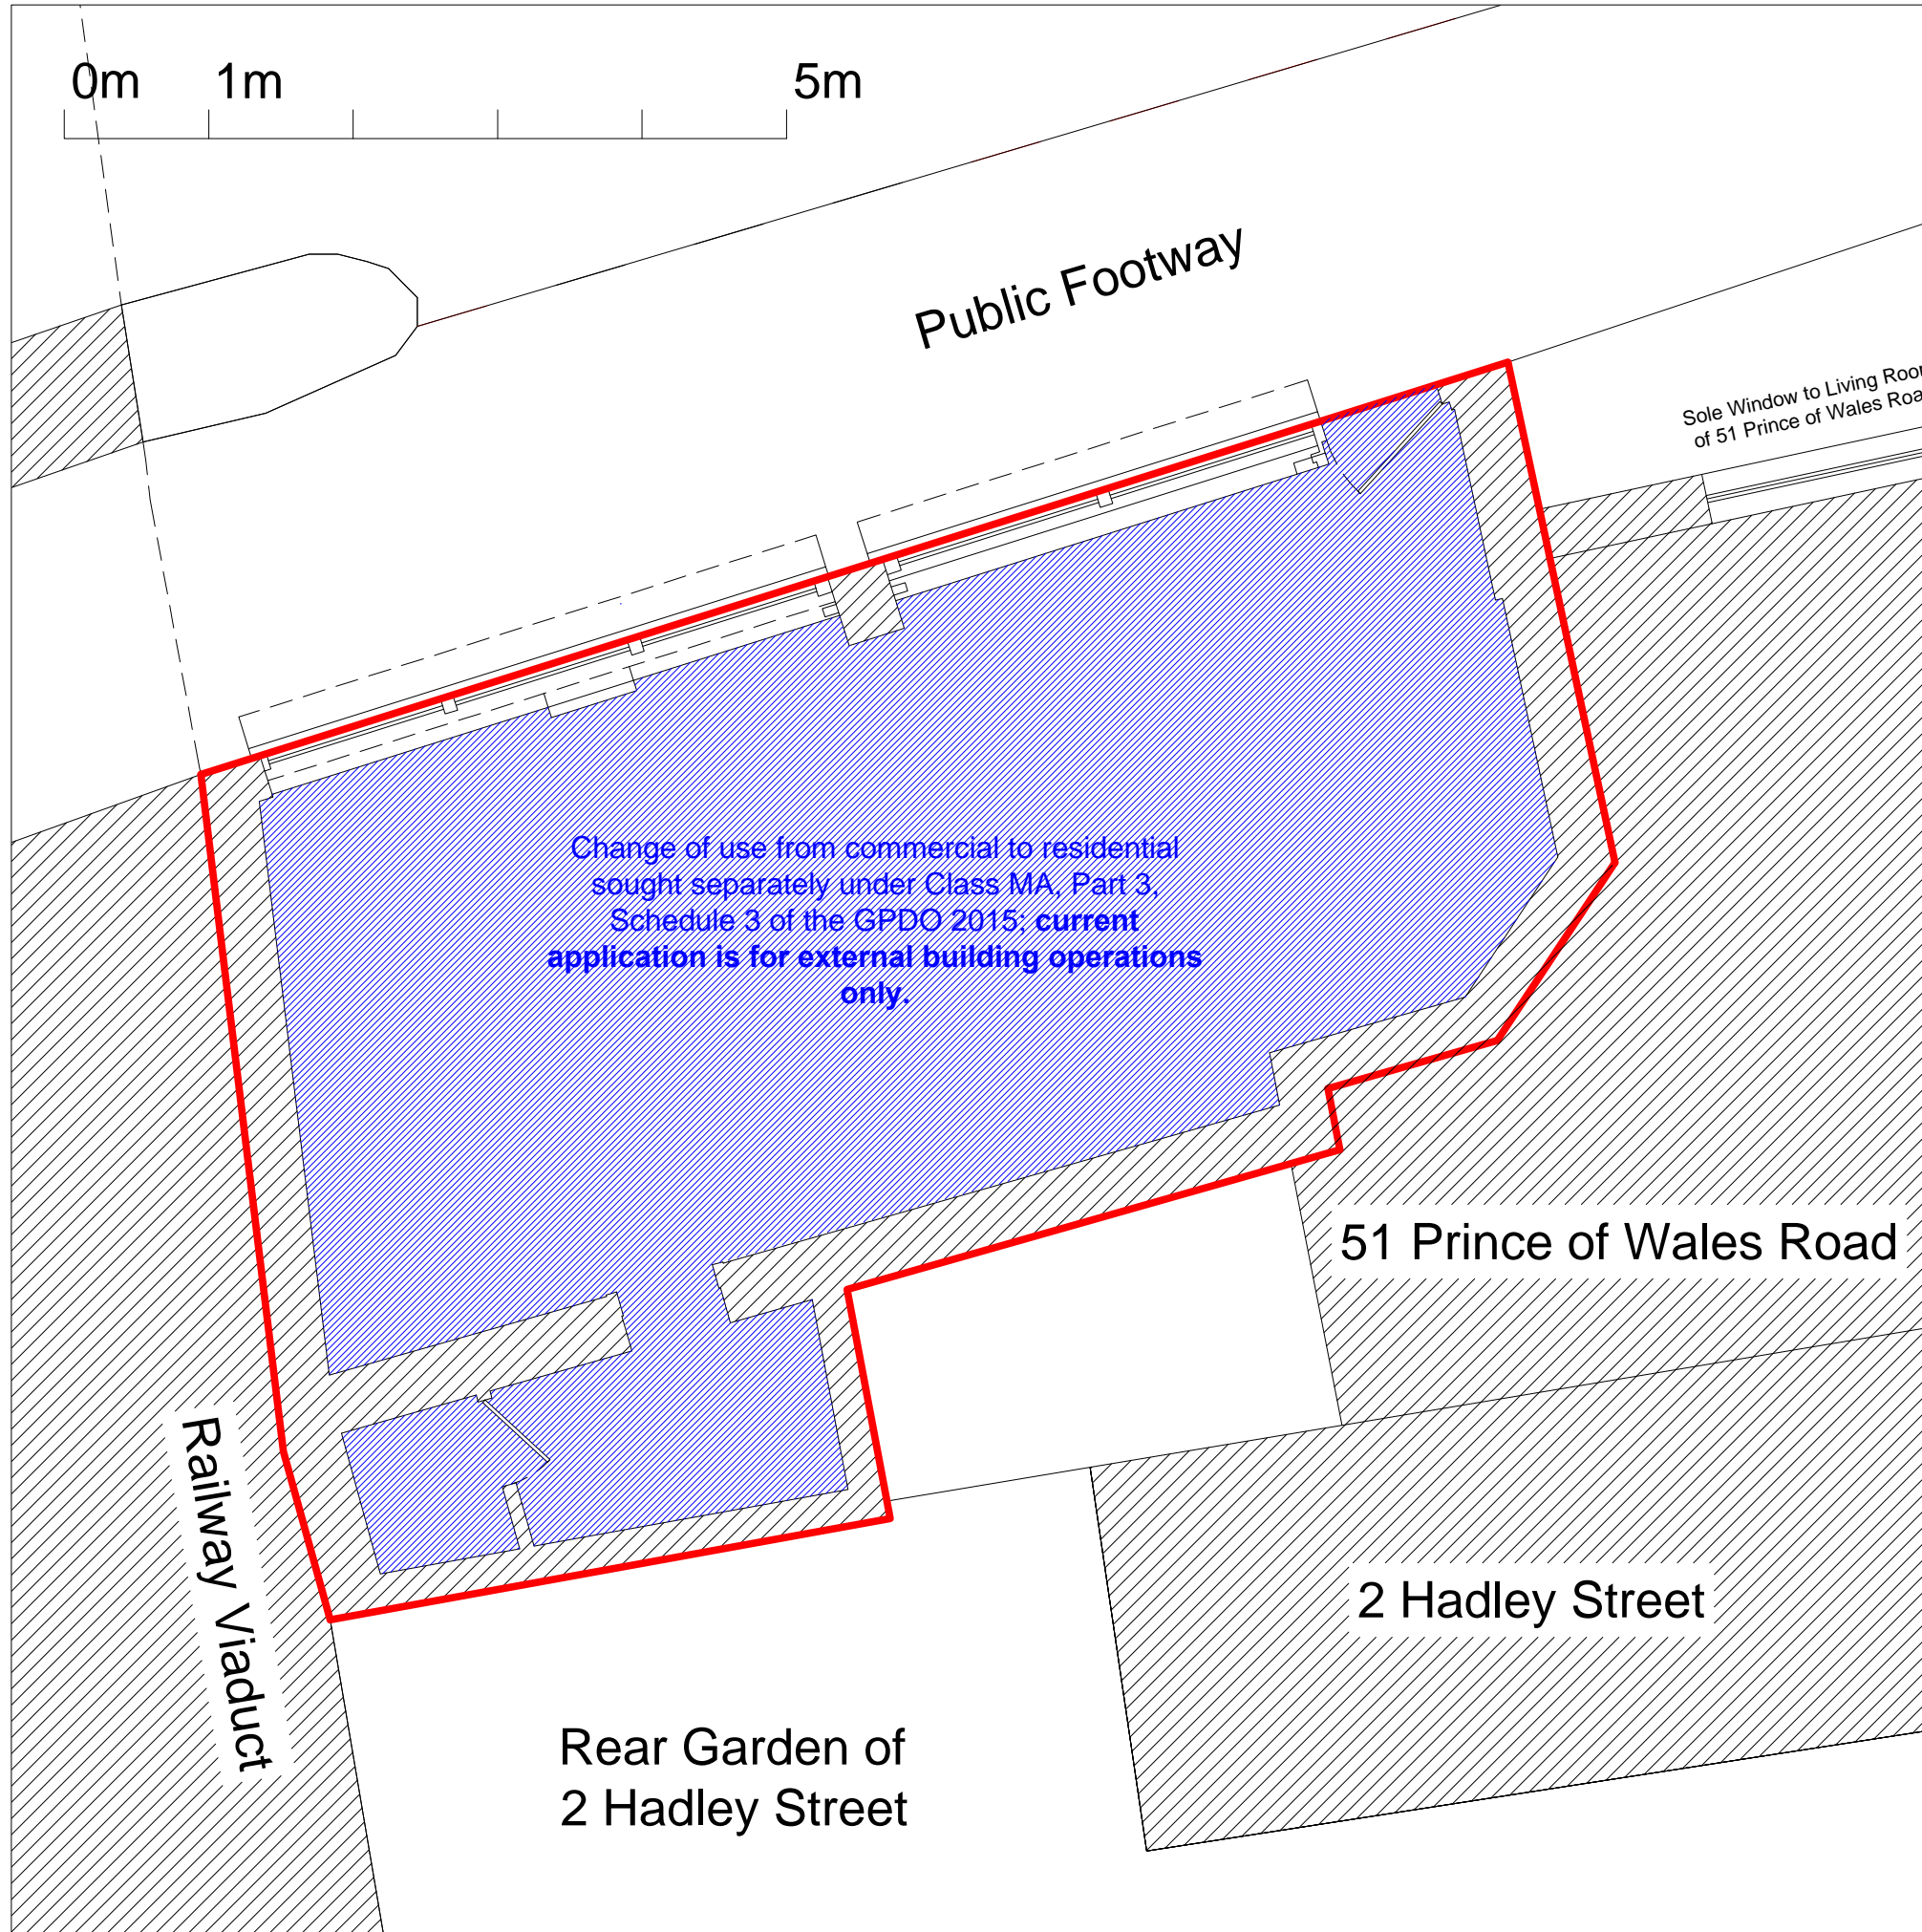 0m 1m 5m
Public Footway
Sole Window to Living
of 51 Prince of Wales
Change of use from commercial to residential
sought separately under Class MA, Part 3,
Schedule 3 of the GPDO 2015; current
application is for external building operations
only.
51 Prince of Wales Road
2 Hadley Street
Railway Viaduct
Rear Garden of
2 Hadley Street